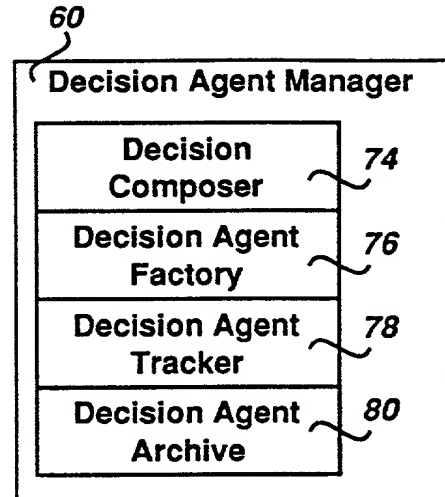 60
Decision Agent Manager
Decision
Composer
74
Decision Agent
Factory
76
Decision Agent
Tracker
78
Decision Agent
Archive
80